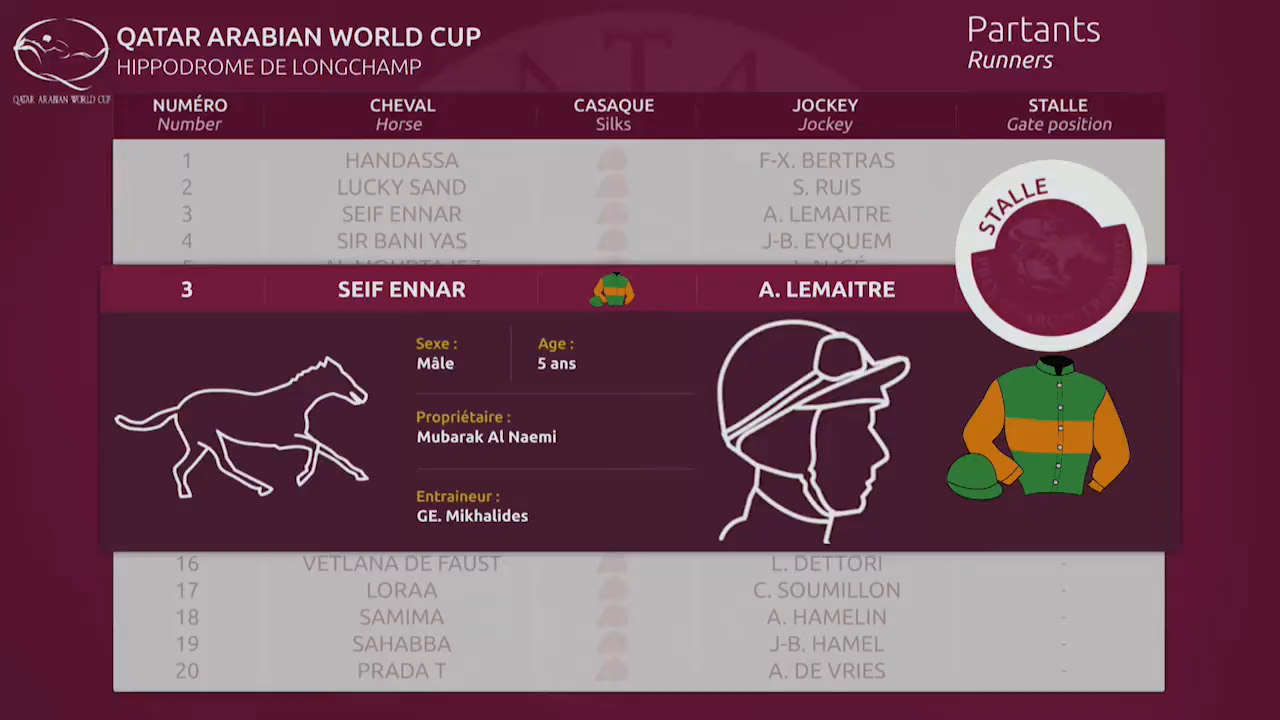 QATAR ARABIAN WORLD CUP
HIPPODROME DE LONGCHAMP
QATAR ARABIAN WORLD CUP
Partants
Runners
NUMÉRO CHEVAL CASAQUE JOCKEY STALLE
Number Horse Silks Jockey Gate position
1 HANDASSA F-X. BERTRAS
2 LUCKY SAND S. RUIS
3 SEIF ENNAR A. LEMAITRE
4 SIR BANI YAS J-B. EYQUEM
STALLE
3 SEIF ENNAR A. LEMAITRE
Sexe : Age :
Mâle 5 ans
Propriétaire :
Mubarak Al Naemi
Entraineur :
GE. Mikhalides
16 VETLANA DE FAUST L. DETTORI -
17 LORAA C. SOUMILLON -
18 SAMIMA A. HAMELIN -
19 SAHABBA J-B. HAMEL -
20 PRADA T A. DE VRIES -